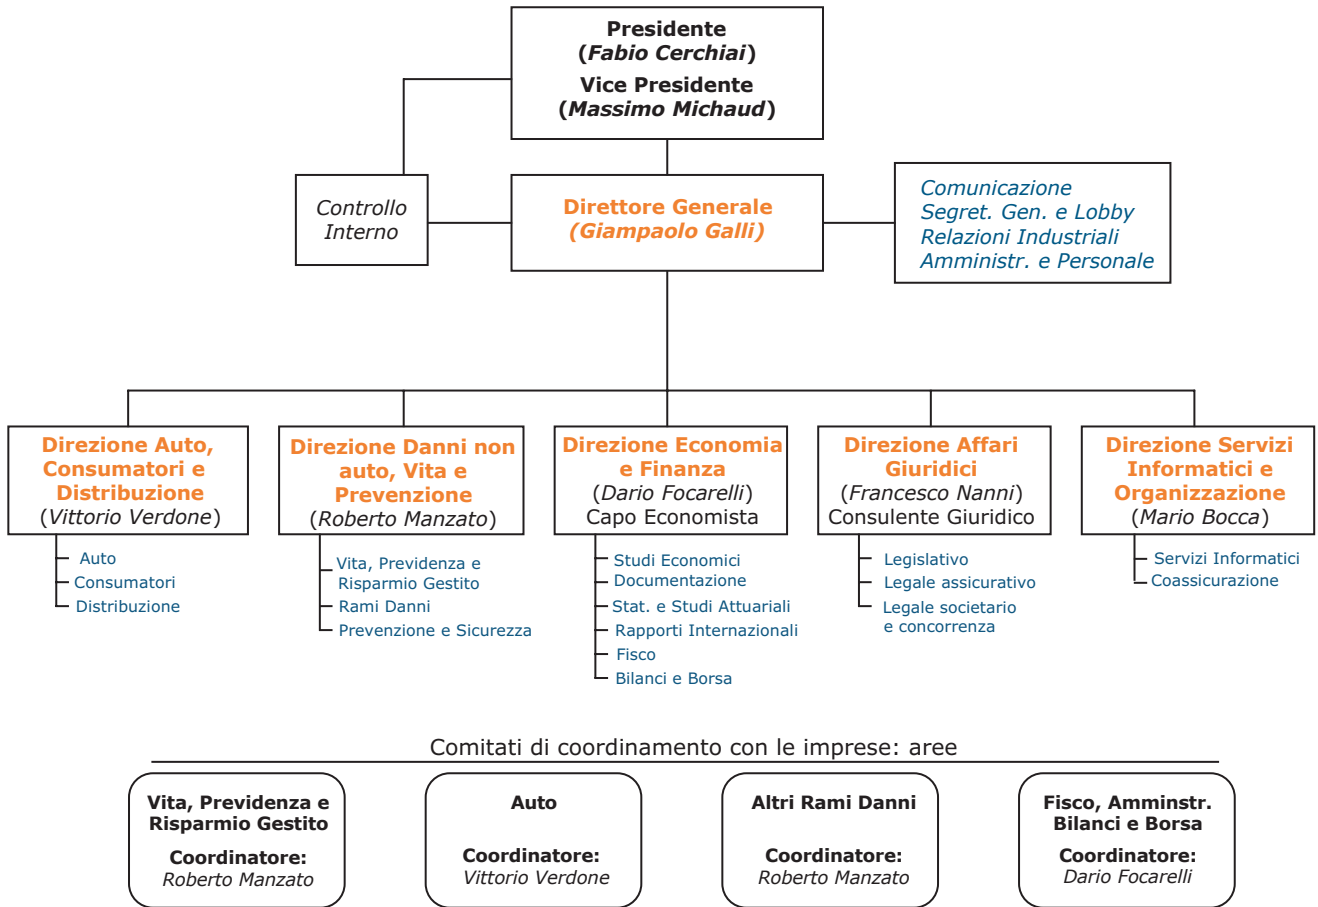 Presidente
(Fabio Cerchiai)
Vice Presidente
(Massimo Michaud)
Controllo
Interno
Direttore Generale
(Giampaolo Galli)
Comunicazione
Segret. Gen. e Lobby
Relazioni Industriali
Amministr. e Personale
Direzione Auto,
Consumatori e
Distribuzione
(Vittorio Verdone)
Auto
Consumatori
Distribuzione
Direzione Danni non
auto, Vita e
Prevenzione
(Roberto Manzato)
Vita, Previdenza e
Risparmio Gestito
Rami Danni
Prevenzione e Sicurezza
Direzione Economia
e Finanza
(Dario Focarelli)
Capo Economista
Studi Economici
Documentazione
Stat. e Studi Attuariali
Rapporti Internazionali
Fisco
Bilanci e Borsa
Direzione Affari
Giuridici
(Francesco Nanni)
Consulente Giuridico
Legislativo
Legale assicurativo
Legale societario
e concorrenza
Direzione Servizi
Informatici e
Organizzazione
(Mario Bocca)
Servizi Informatici
Coassicurazione
Comitati di coordinamento con le imprese: aree
Vita, Previdenza e
Risparmio Gestito
Coordinatore:
Roberto Manzato
Auto
Coordinatore:
Vittorio Verdone
Altri Rami Danni
Coordinatore:
Roberto Manzato
Fisco, Amminstr.
Bilanci e Borsa
Coordinatore:
Dario Focarelli